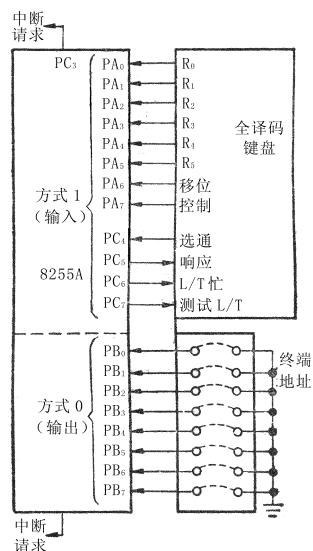 中断
请求
PC₃
PA₀ R₀
PA₁ R₁
PA₂ R₂
PA₃ R₃
PA₄ R₄
PA₅ R₅
PA₆ 移位
PA₇ 控制
全译码
键盘
方式 1
(输入)
PC₄ 选通
PC₅ 响应
PC₆ L/T忙
PC₇ 测试 L/T
8255A
PB₀
PB₁
PB₂
PB₃
PB₄
PB₅
PB₆
PB₇
方式 0
(输出)
终端
地址
中断
请求